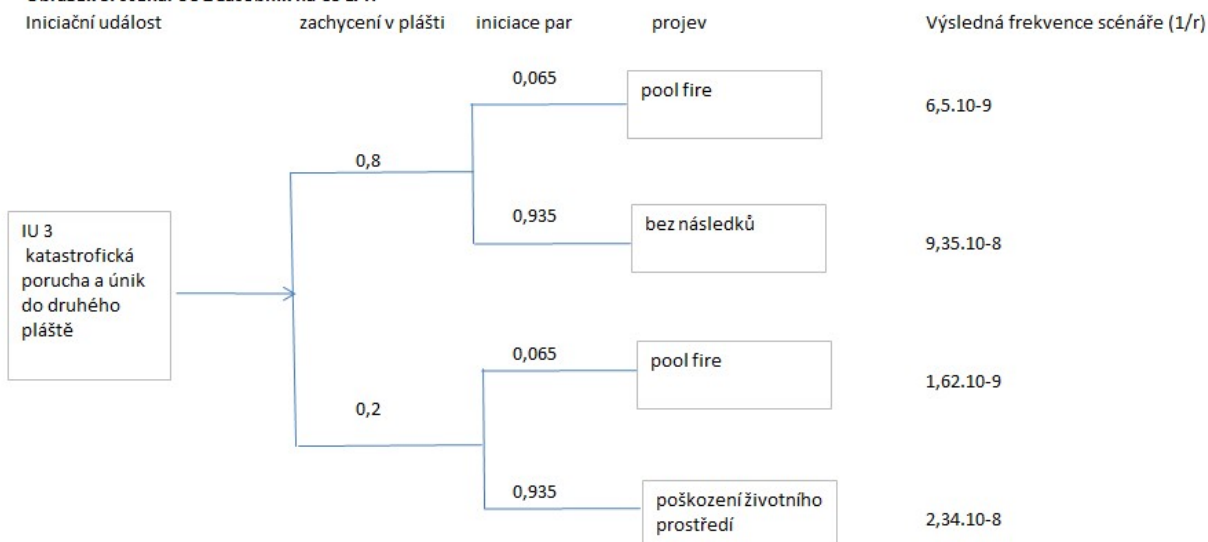 Iniciační událost zachycení v plášti iniciace par projev Výsledná frekvence scénáře (1/r)
0,065
pool fire
6,5.10-9
0,8
0,935
bez následků
9,35.10-8
IU 3
katastrofická
porucha a únik
do druhého
pláště
0,065
pool fire
1,62.10-9
0,2
0,935
poškození životního
prostředí
2,34.10-8